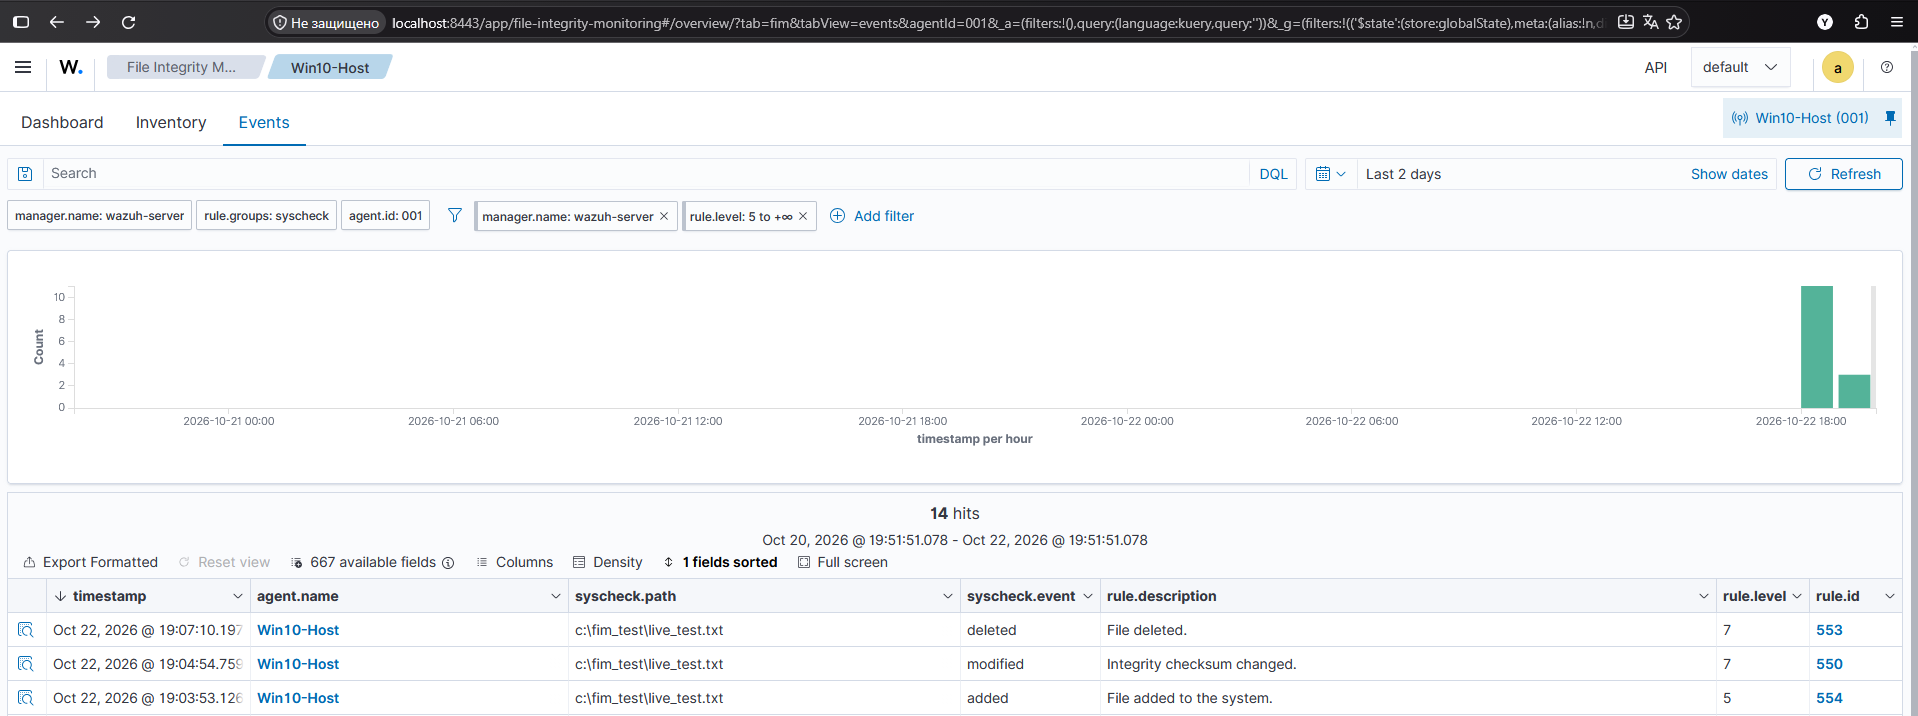 Не защищено localhost:8443/app/file-integrity-monitoring#/overview/?tab=fim&tabView=events&agentId=001&_a=(filters:!(),query:(language:kuery,query:''))&_g=(filters:!(('$state':(store:globalState),meta:(alias:!n,d
Y
W. File Integrity M... Win10-Host API default a
Dashboard Inventory Events Win10-Host (001)
Search DQL Last 2 days Show dates Refresh
manager.name: wazuh-server rule.groups: syscheck agent.id: 001 manager.name: wazuh-server × rule.level: 5 to +∞ × Add filter
10
8
6
4
2
0
Count
2026-10-21 00:00 2026-10-21 06:00 2026-10-21 12:00 2026-10-21 18:00 2026-10-22 00:00 2026-10-22 06:00 2026-10-22 12:00 2026-10-22 18:00
timestamp per hour
14 hits
Oct 20, 2026 @ 19:51:51.078 - Oct 22, 2026 @ 19:51:51.078
Export Formatted Reset view 667 available fields Columns Density 1 fields sorted Full screen
timestamp agent.name syscheck.path syscheck.event rule.description rule.level rule.id
Oct 22, 2026 @ 19:07:10.197 Win10-Host c:\fim_test\live_test.txt deleted File deleted. 7 553
Oct 22, 2026 @ 19:04:54.759 Win10-Host c:\fim_test\live_test.txt modified Integrity checksum changed. 7 550
Oct 22, 2026 @ 19:03:53.126 Win10-Host c:\fim_test\live_test.txt added File added to the system. 5 554